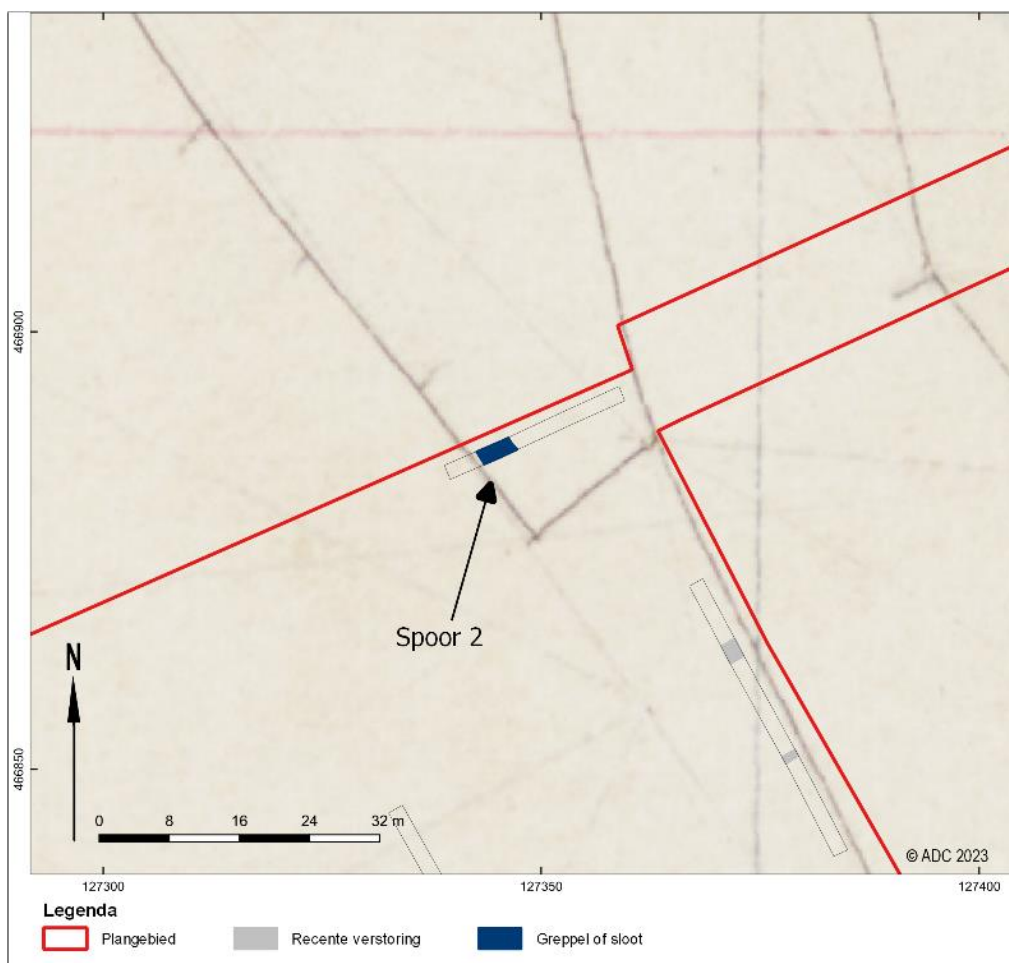 466900
466850
Spoor 2
N
0 8 16 24 32 m
© ADC 2023
127300 127350 127400
Legenda
Plangebied Recente verstoring Greppel of sloot